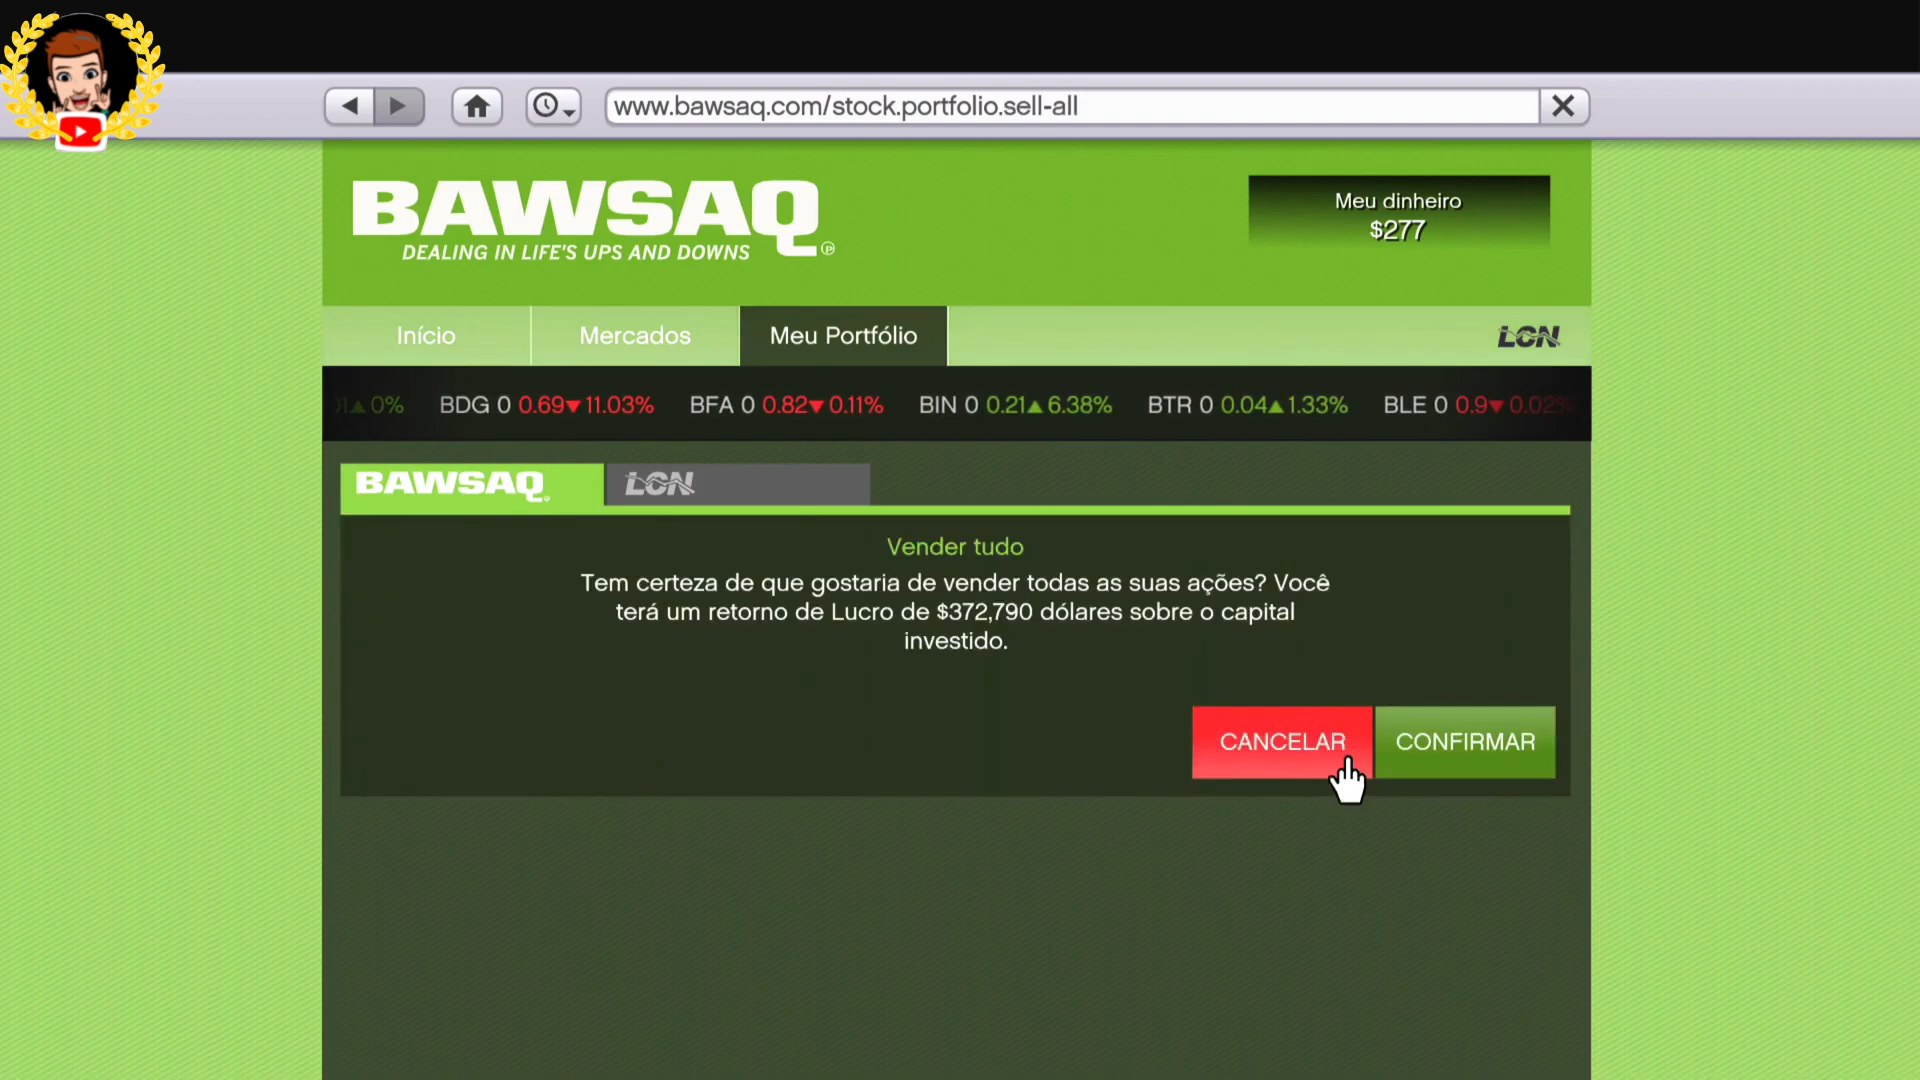 www.bawsaq.com/stock.portfolio.sell-all
BAWSAQ
DEALING IN LIFE'S UPS AND DOWNS
Meu dinheiro
$277
Início Mercados Meu Portfólio LCN
0% BDG 0 0.69▼11.03% BFA 0 0.82▼0.11% BIN 0 0.21▲6.38% BTR 0 0.04▲1.33% BLE 0 0.9▼0.02%
BAWSAQ LCN
Vender tudo
Tem certeza de que gostaria de vender todas as suas ações? Você
terá um retorno de Lucro de $372,790 dólares sobre o capital
investido.
CANCELAR CONFIRMAR